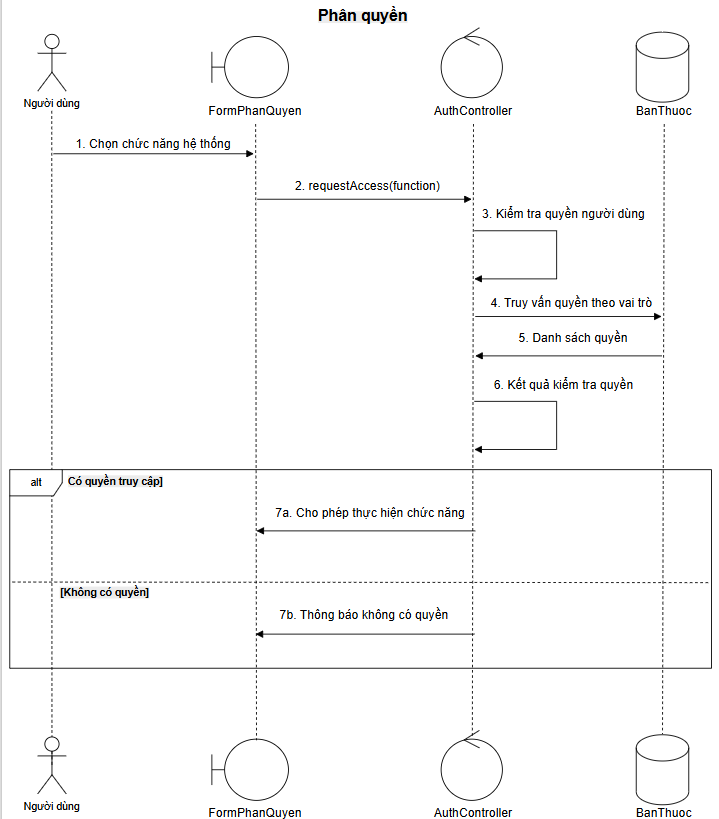 Phân quyền
Người dùng
FormPhanQuyen
AuthController
BanThuoc
1. Chọn chức năng hệ thống
2. requestAccess(function)
3. Kiểm tra quyền người dùng
4. Truy vấn quyền theo vai trò
5. Danh sách quyền
6. Kết quả kiểm tra quyền
alt
Có quyền truy cập]
7a. Cho phép thực hiện chức năng
[Không có quyền]
7b. Thông báo không có quyền
Người dùng
FormPhanQuyen
AuthController
BanThuoc